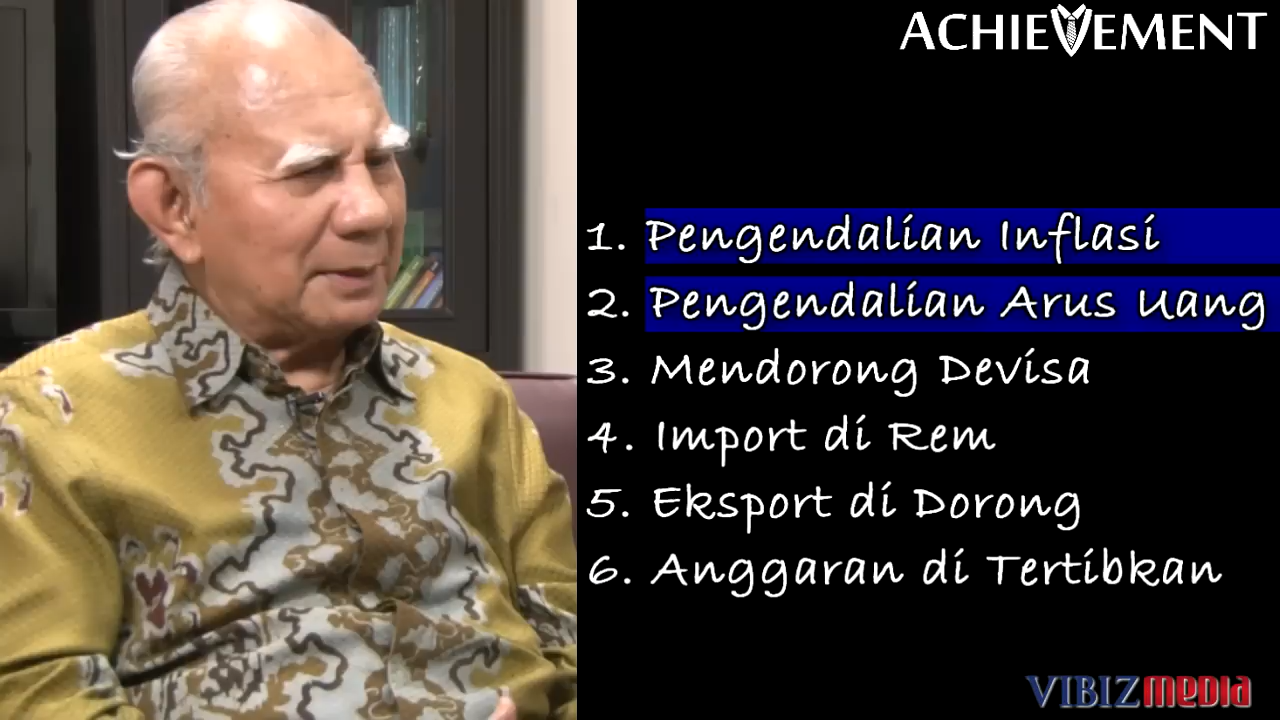 ACHIEVEMENT
1. Pengendalian Inflasi
2. Pengendalian Arus Uang
3. Mendorong Devisa
4. Import di Rem
5. Eksport di Dorong
6. Anggaran di Tertibkan
VIBIZMEDIA